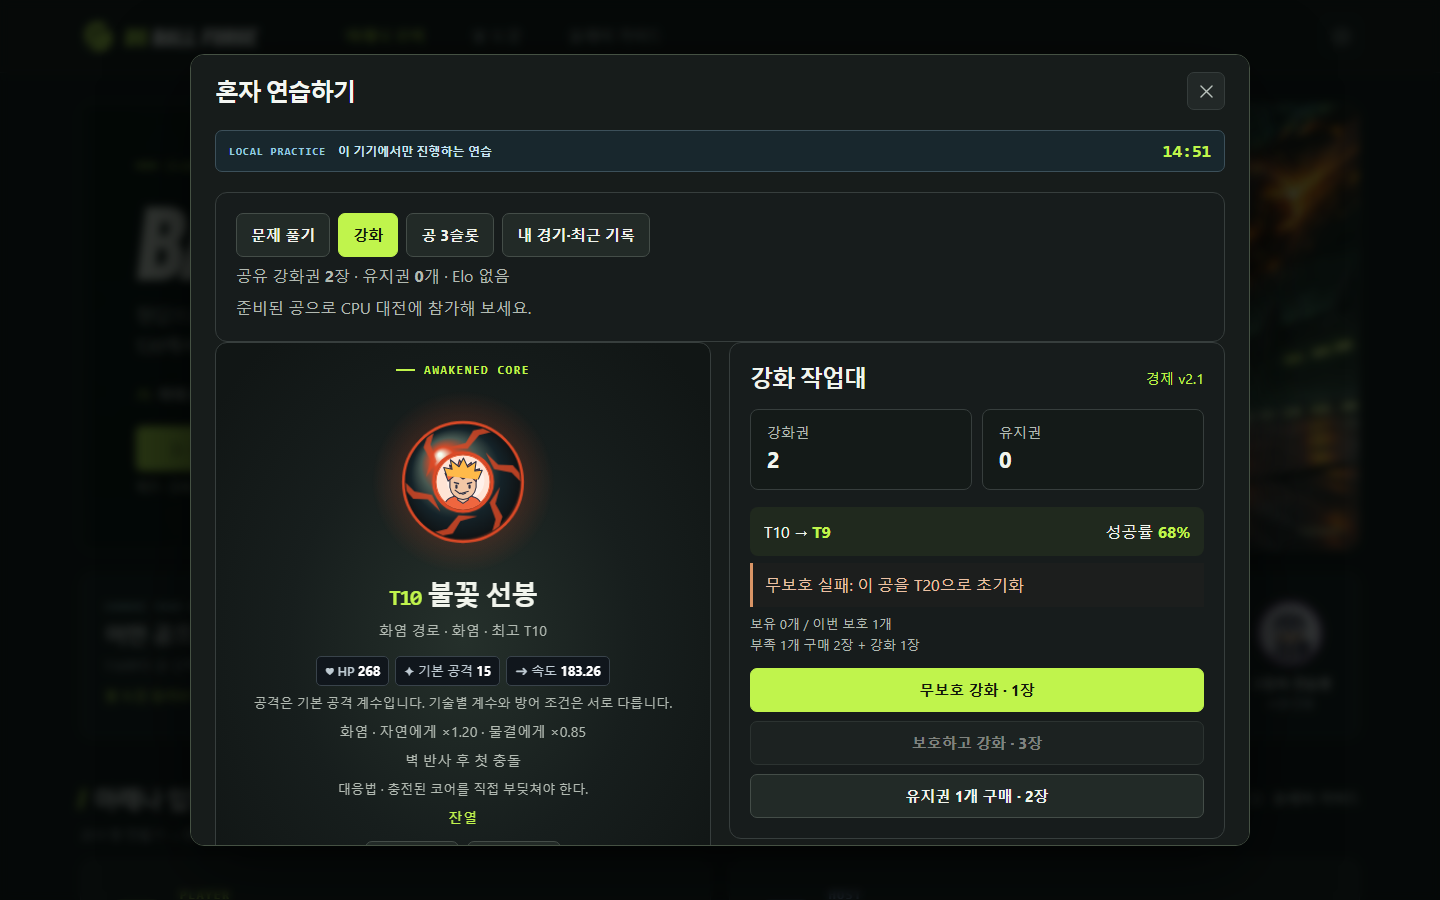 혼자 연습하기
LOCAL PRACTICE 이 기기에서만 진행하는 연습 14:51
문제 풀기 강화 공 3슬롯 내 경기·최근 기록
공유 강화권 2장 · 유지권 0개 · Elo 없음
준비된 공으로 CPU 대전에 참가해 보세요.
AWAKENED CORE
T10 불꽃 선봉
화염 경로 · 화염 · 최고 T10
♥ HP 268 ✦ 기본 공격 15 → 속도 183.26
공격은 기본 공격 계수입니다. 기술별 계수와 방어 조건은 서로 다릅니다.
화염 · 자연에게 ×1.20 · 물결에게 ×0.85
벽 반사 후 첫 충돌
대응법 · 충전된 코어를 직접 부딪쳐야 한다.
잔열
강화 작업대 경제 v2.1
강화권 유지권
2 0
T10 → T9 성공률 68%
무보호 실패: 이 공을 T20으로 초기화
보유 0개 / 이번 보호 1개
부족 1개 구매 2장 + 강화 1장
무보호 강화 · 1장
보호하고 강화 · 3장
유지권 1개 구매 · 2장